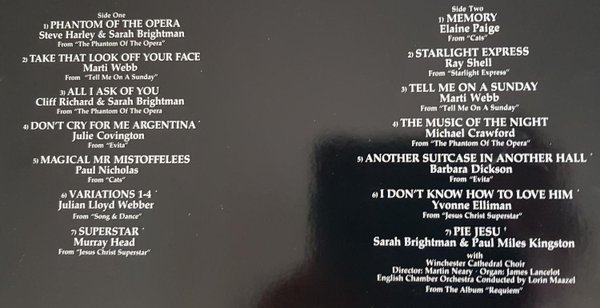 Side One
1) PHANTOM OF THE OPERA
Steve Harley & Sarah Brightman
From "The Phantom Of The Opera"
2) TAKE THAT LOOK OFF YOUR FACE
Marti Webb
From "Tell Me On A Sunday"
3) ALL I ASK OF YOU
Cliff Richard & Sarah Brightman
From "The Phantom Of The Opera
4) DON'T CRY FOR ME ARGENTINA
Julie Covington
From "Evita"
5) MAGICAL MR MISTOFFELEES
Paul Nicholas
From "Cats"
6) VARIATIONS 1-4
Julian Lloyd Webber
From "Song & Dance"
7) SUPERSTAR
Murray Head
From "Jesus Christ Superstar"
Side Two
1) MEMORY
Elaine Paige
From "Cats"
2) STARLIGHT EXPRESS
Ray Shell
From "Starlight Express"
3) TELL ME ON A SUNDAY
Marti Webb
From "Tell Me On A Sunday"
4) THE MUSIC OF THE NIGHT
Michael Crawford
From "The Phantom Of The Opera"
5) ANOTHER SUITCASE IN ANOTHER HALL
Barbara Dickson
From "Evita"
6) I DON'T KNOW HOW TO LOVE HIM
Yvonne Elliman
From "Jesus Christ Superstar"
7) PIE JESU
Sarah Brightman & Paul Miles Kingston
with
Winchester Cathedral Choir
Director: Martin Neary · Organ: James Lancelot
English Chamber Orchestra Conducted by Lorin Maazel
From The Album "Requiem"